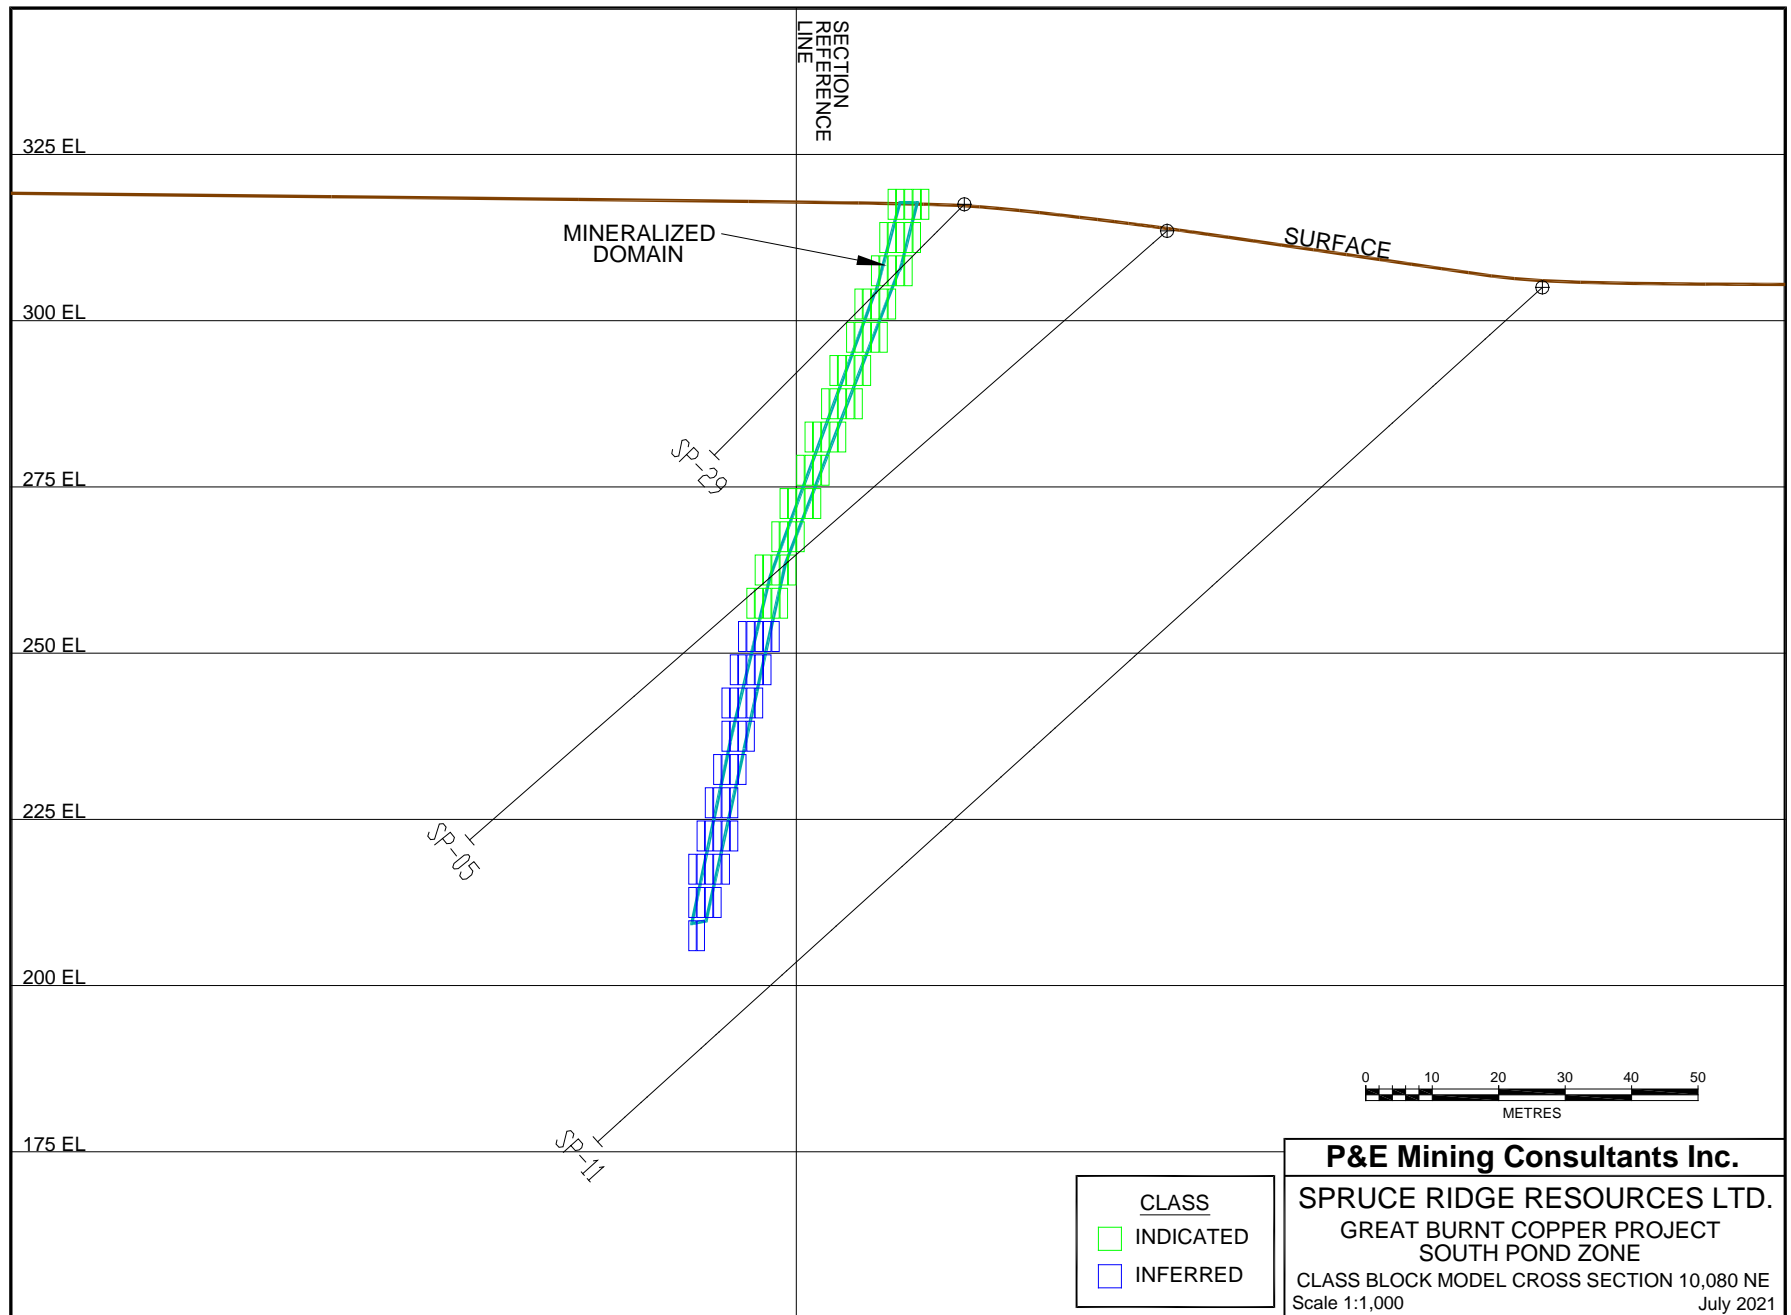 SECTION
REFERENCE
LINE
325 EL
MINERALIZED
DOMAIN
SURFACE
300 EL
SP-29
275 EL
250 EL
225 EL
SP-05
200 EL
0 10 20 30 40 50
METRES
175 EL
SP-11
CLASS
INDICATED
INFERRED
P&E Mining Consultants Inc.
SPRUCE RIDGE RESOURCES LTD.
GREAT BURNT COPPER PROJECT
SOUTH POND ZONE
CLASS BLOCK MODEL CROSS SECTION 10,080 NE
Scale 1:1,000 July 2021